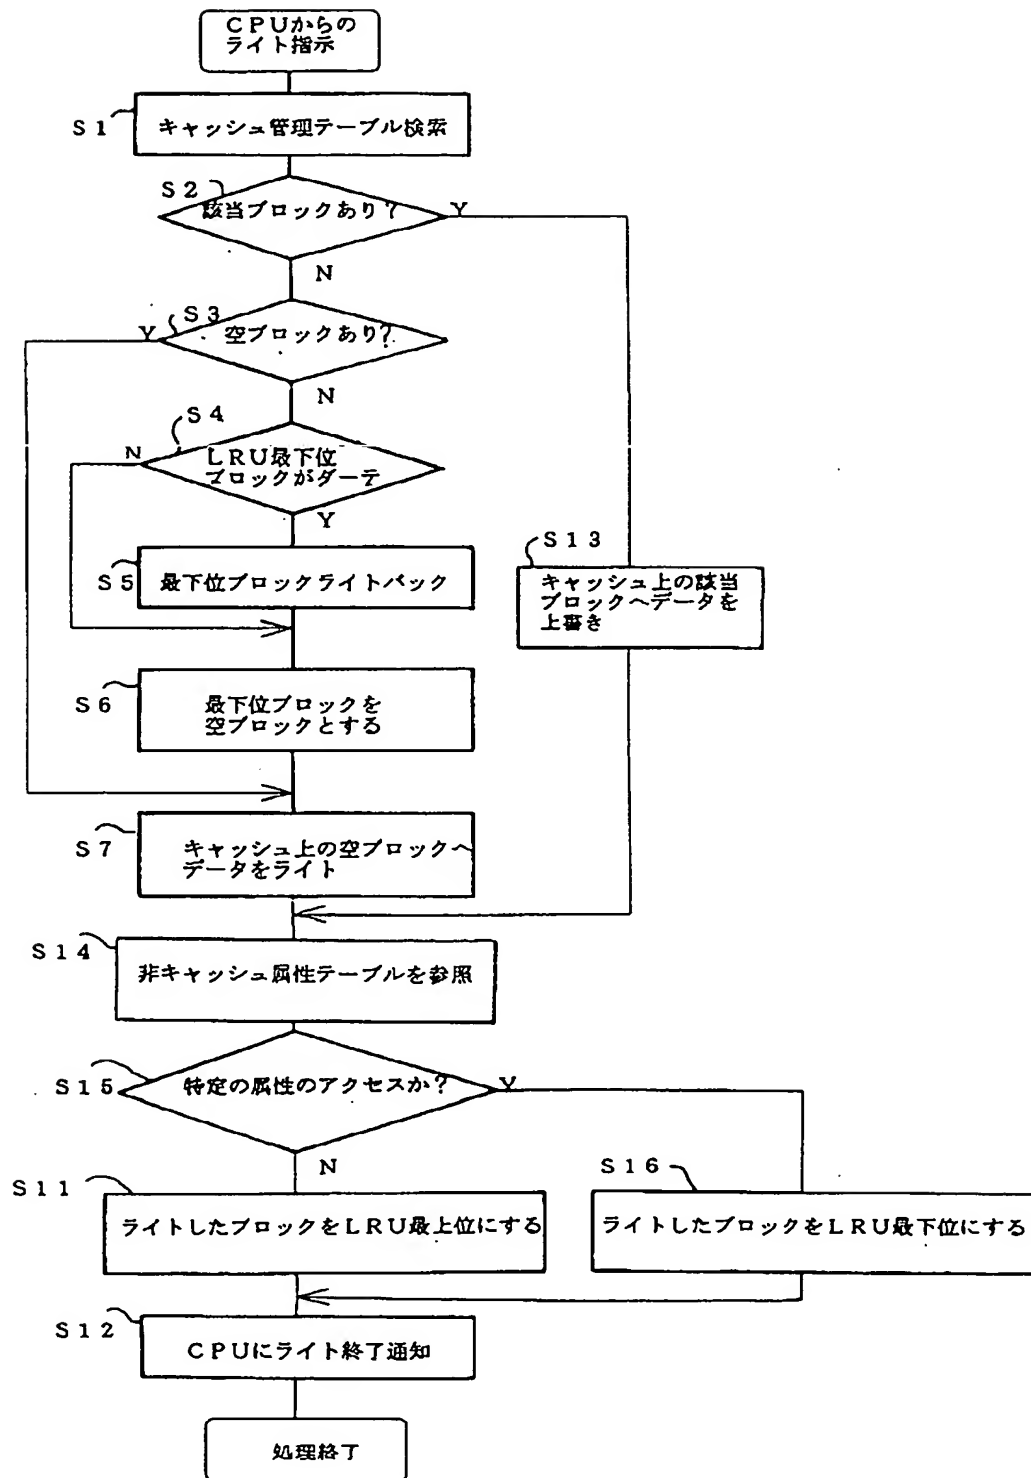 CPUからの
ライト指示
S1
キャッシュ管理テーブル検索
S2
該当ブロックあり?
Y
N
S3
空ブロックあり?
Y
N
S4
LRU最下位
ブロックがダーテ
N
Y
S5
最下位ブロックライトバック
S13
キャッシュ上の該当
ブロックへデータを
上書き
S6
最下位ブロックを
空ブロックとする
S7
キャッシュ上の空ブロックへ
データをライト
S14
非キャッシュ属性テーブルを参照
S15
特定の属性のアクセスか?
Y
N
S11
ライトしたブロックをLRU最上位にする
S16
ライトしたブロックをLRU最下位にする
S12
CPUにライト終了通知
処理終了